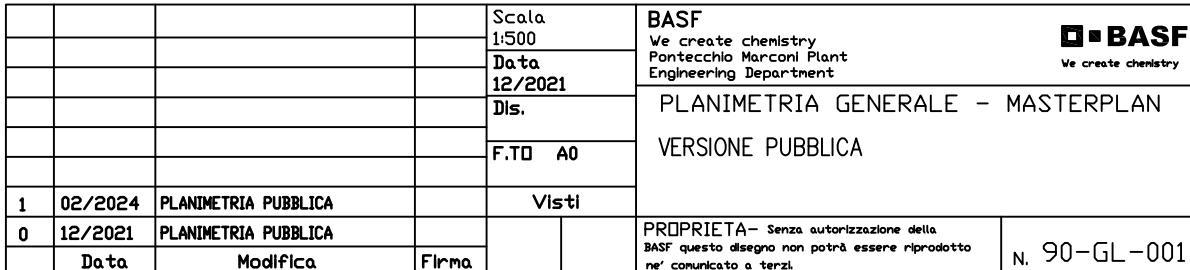 1 02/2024 PLANIMETRIA PUBBLICA
0 12/2021 PLANIMETRIA PUBBLICA
Data Modifica Firma
Scala
1:500
Data
12/2021
Dis.
F.TO A0
Visti
BASF
We create chemistry
Pontecchio Marconi Plant
Engineering Department
BASF
We create chemistry
PLANIMETRIA GENERALE - MASTERPLAN
VERSIONE PUBBLICA
PROPRIETA- Senza autorizzazione della
BASF questo disegno non potrà essere riprodotto
ne' comunicato a terzi.
N. 90-GL-001